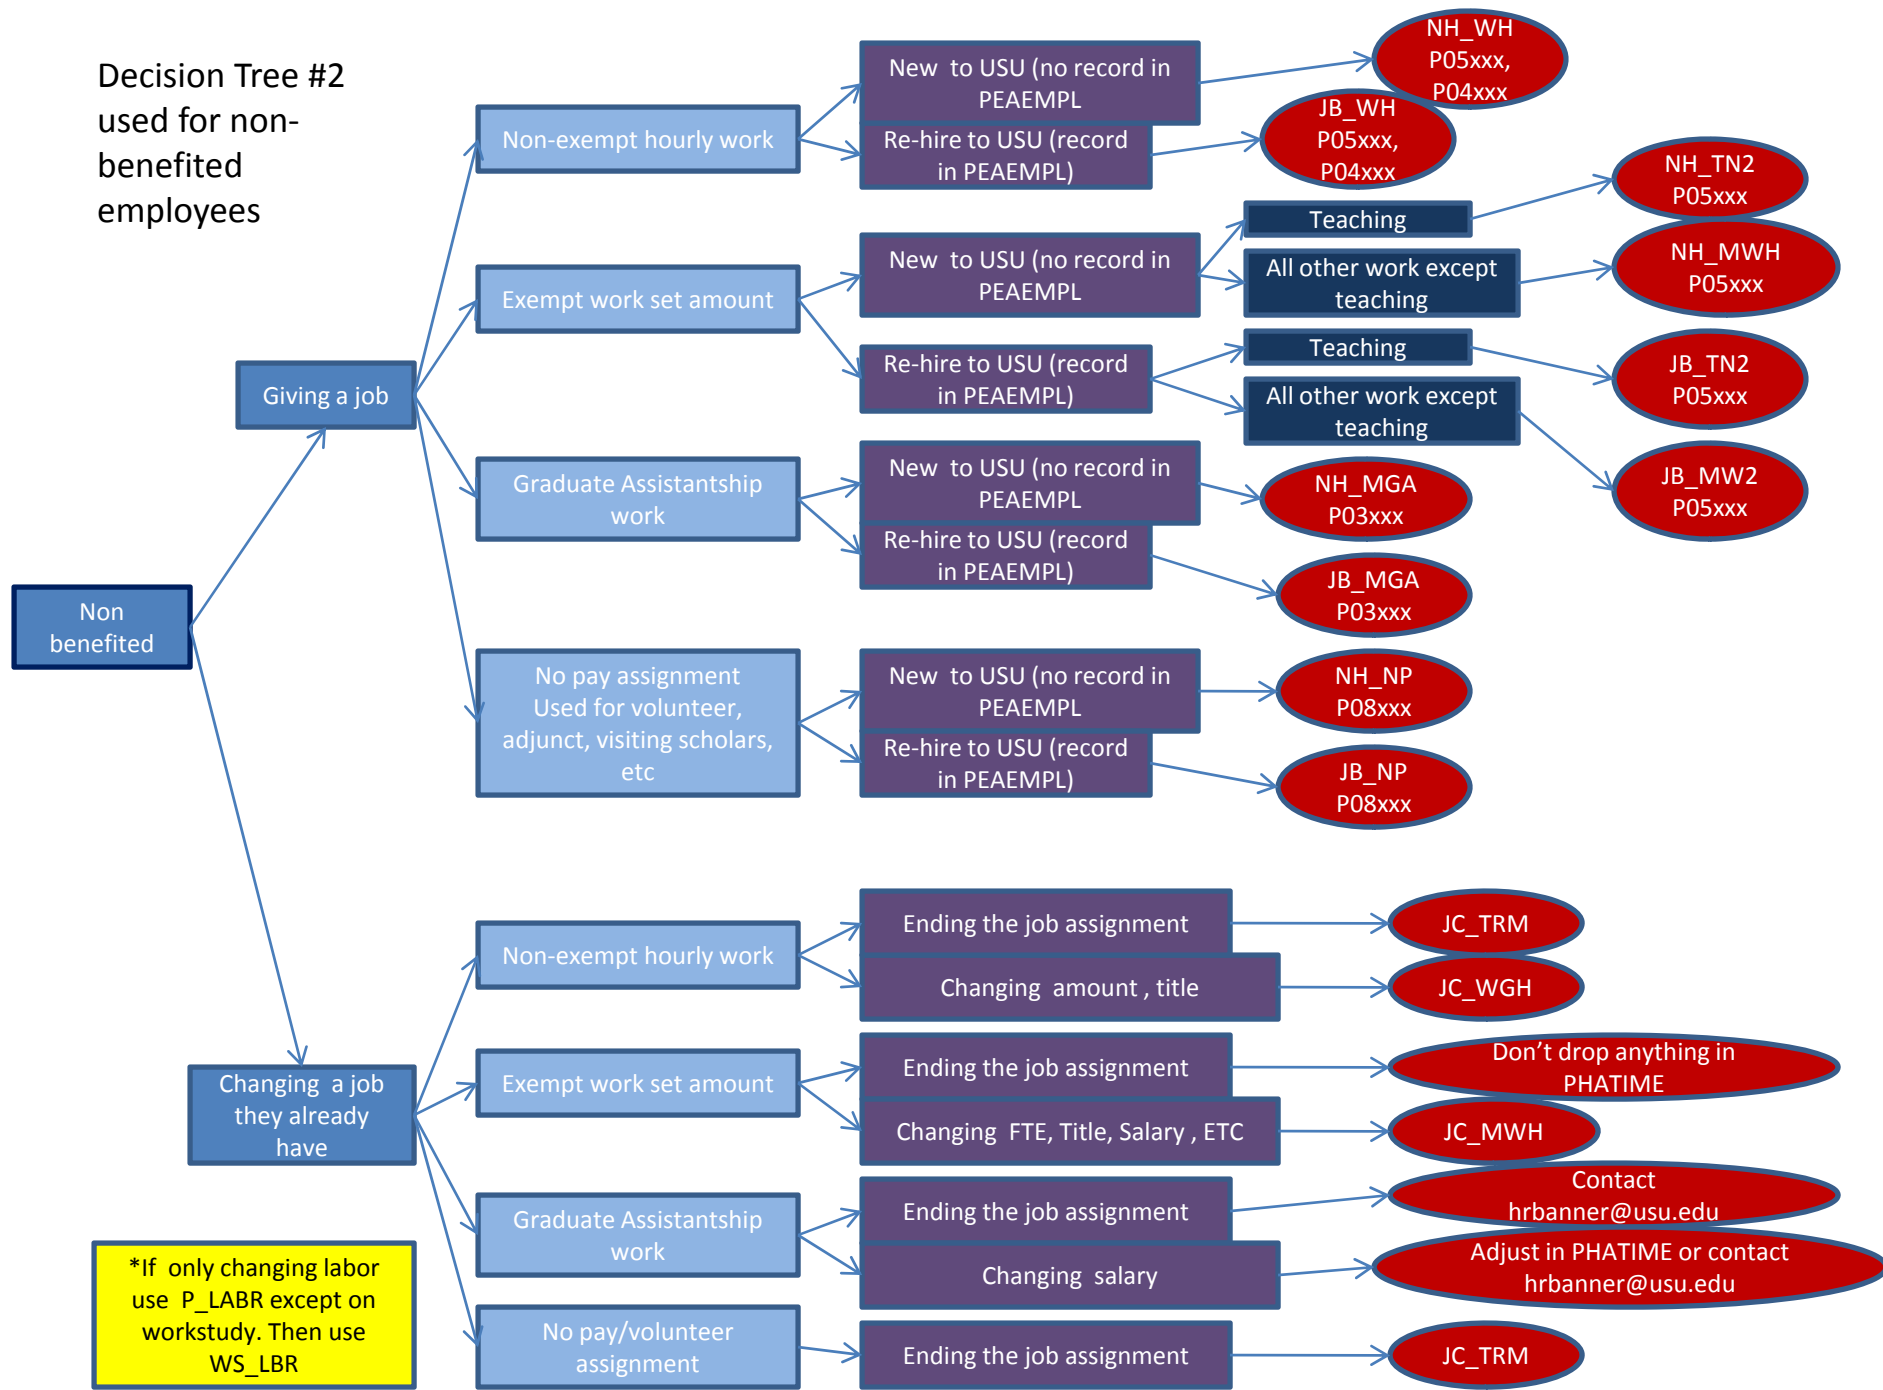 Decision Tree #2
used for non-
benefited
employees
Non
benefited
Giving a job
Non-exempt hourly work
New  to USU (no record in
PEAEMPL
NH_WH
P05xxx,
P04xxx
Re-hire to USU (record
in PEAEMPL)
JB_WH
P05xxx,
P04xxx
Exempt work set amount
New  to USU (no record in
PEAEMPL
Teaching
NH_TN2
P05xxx
All other work except
teaching
NH_MWH
P05xxx
Re-hire to USU (record
in PEAEMPL)
Teaching
JB_TN2
P05xxx
All other work except
teaching
JB_MW2
P05xxx
Graduate Assistantship
work
New  to USU (no record in
PEAEMPL
NH_MGA
P03xxx
Re-hire to USU (record
in PEAEMPL)
JB_MGA
P03xxx
No pay assignment
Used for volunteer,
adjunct, visiting scholars,
etc
New  to USU (no record in
PEAEMPL
NH_NP
P08xxx
Re-hire to USU (record
in PEAEMPL)
JB_NP
P08xxx
Changing  a job
they already
have
Non-exempt hourly work
Ending the job assignment
JC_TRM
Changing  amount , title
JC_WGH
Exempt work set amount
Ending the job assignment
Don’t drop anything in
PHATIME
Changing  FTE, Title, Salary , ETC
JC_MWH
Graduate Assistantship
work
Ending the job assignment
Contact
hrbanner@usu.edu
Changing  salary
Adjust in PHATIME or contact
hrbanner@usu.edu
No pay/volunteer
assignment
Ending the job assignment
JC_TRM
*If  only changing labor
use  P_LABR except on
workstudy. Then use
WS_LBR